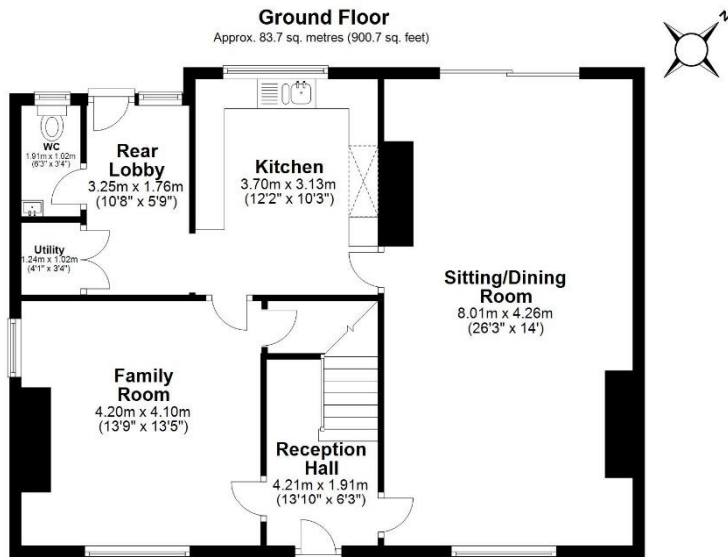 Ground Floor
Approx. 83.7 sq. metres (900.7 sq. feet)
N
WC
1.91m x 1.02m
(6'3" x 3'4")
Rear
Lobby
3.25m x 1.76m
(10'8" x 5'9")
Kitchen
3.70m x 3.13m
(12'2" x 10'3")
Utility
1.24m x 1.02m
(4'1" x 3'4")
Sitting/Dining
Room
8.01m x 4.26m
(26'3" x 14')
Family
Room
4.20m x 4.10m
(13'9" x 13'5")
Reception
Hall
4.21m x 1.91m
(13'10" x 6'3")